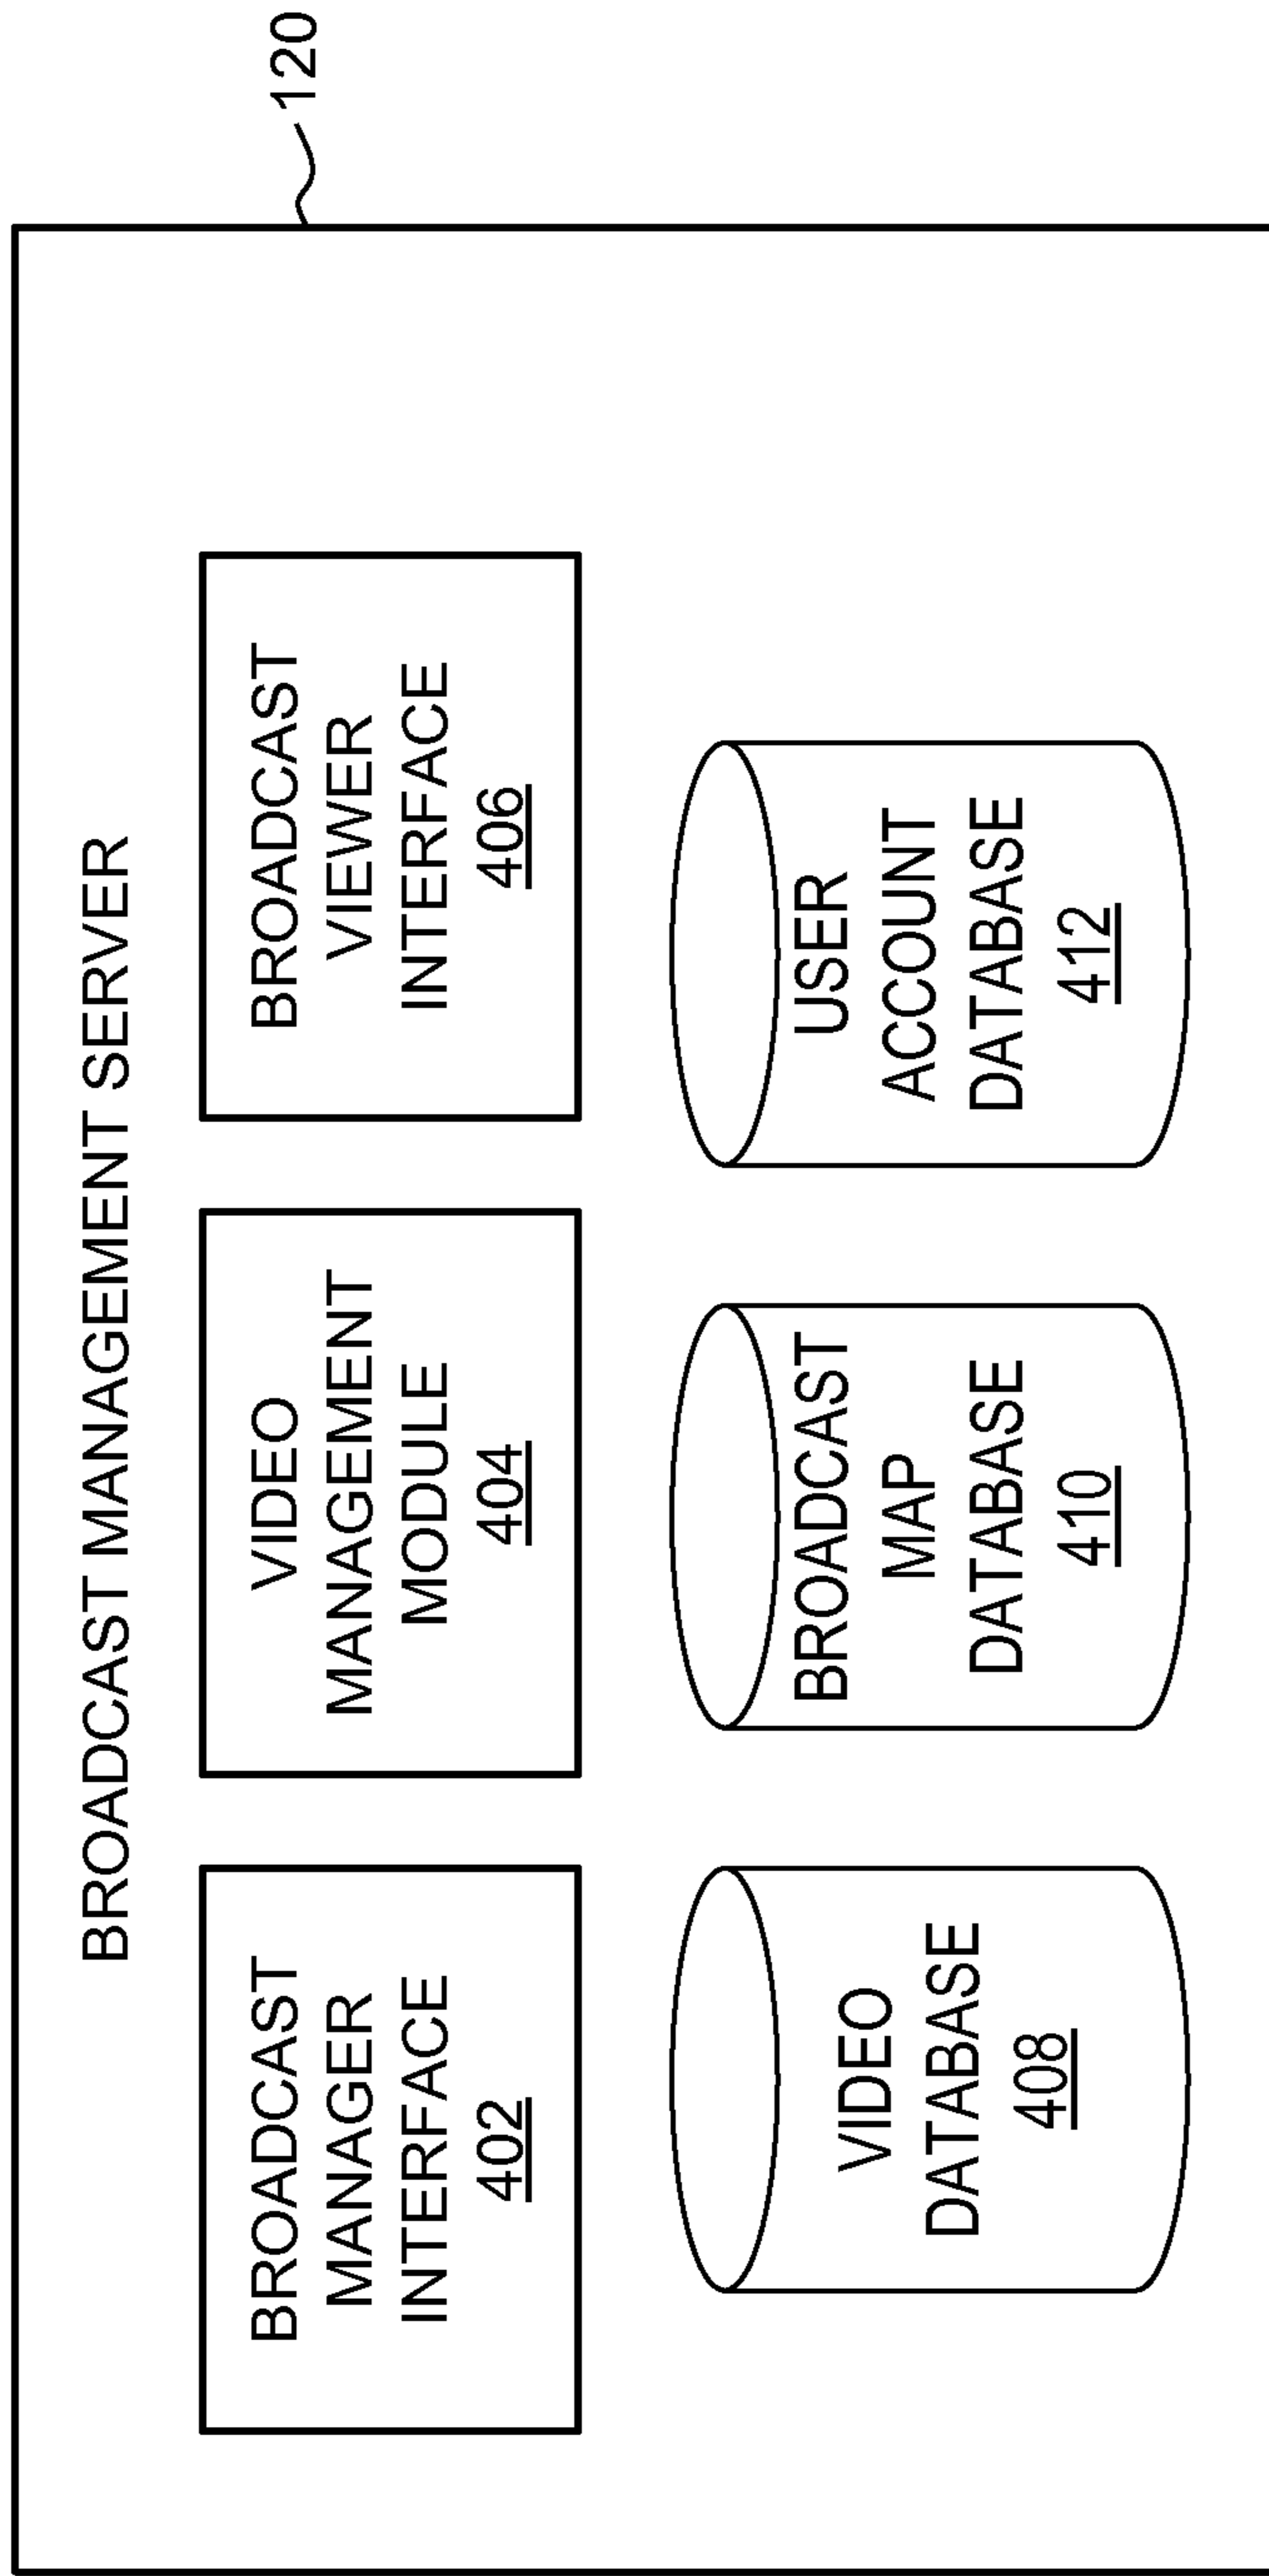 BROADCAST MANAGEMENT SERVER
120
BROADCAST
MANAGER
INTERFACE
402
VIDEO
MANAGEMENT
MODULE
404
BROADCAST
VIEWER
INTERFACE
406
VIDEO
DATABASE
408
BROADCAST
MAP
DATABASE
410
USER
ACCOUNT
DATABASE
412